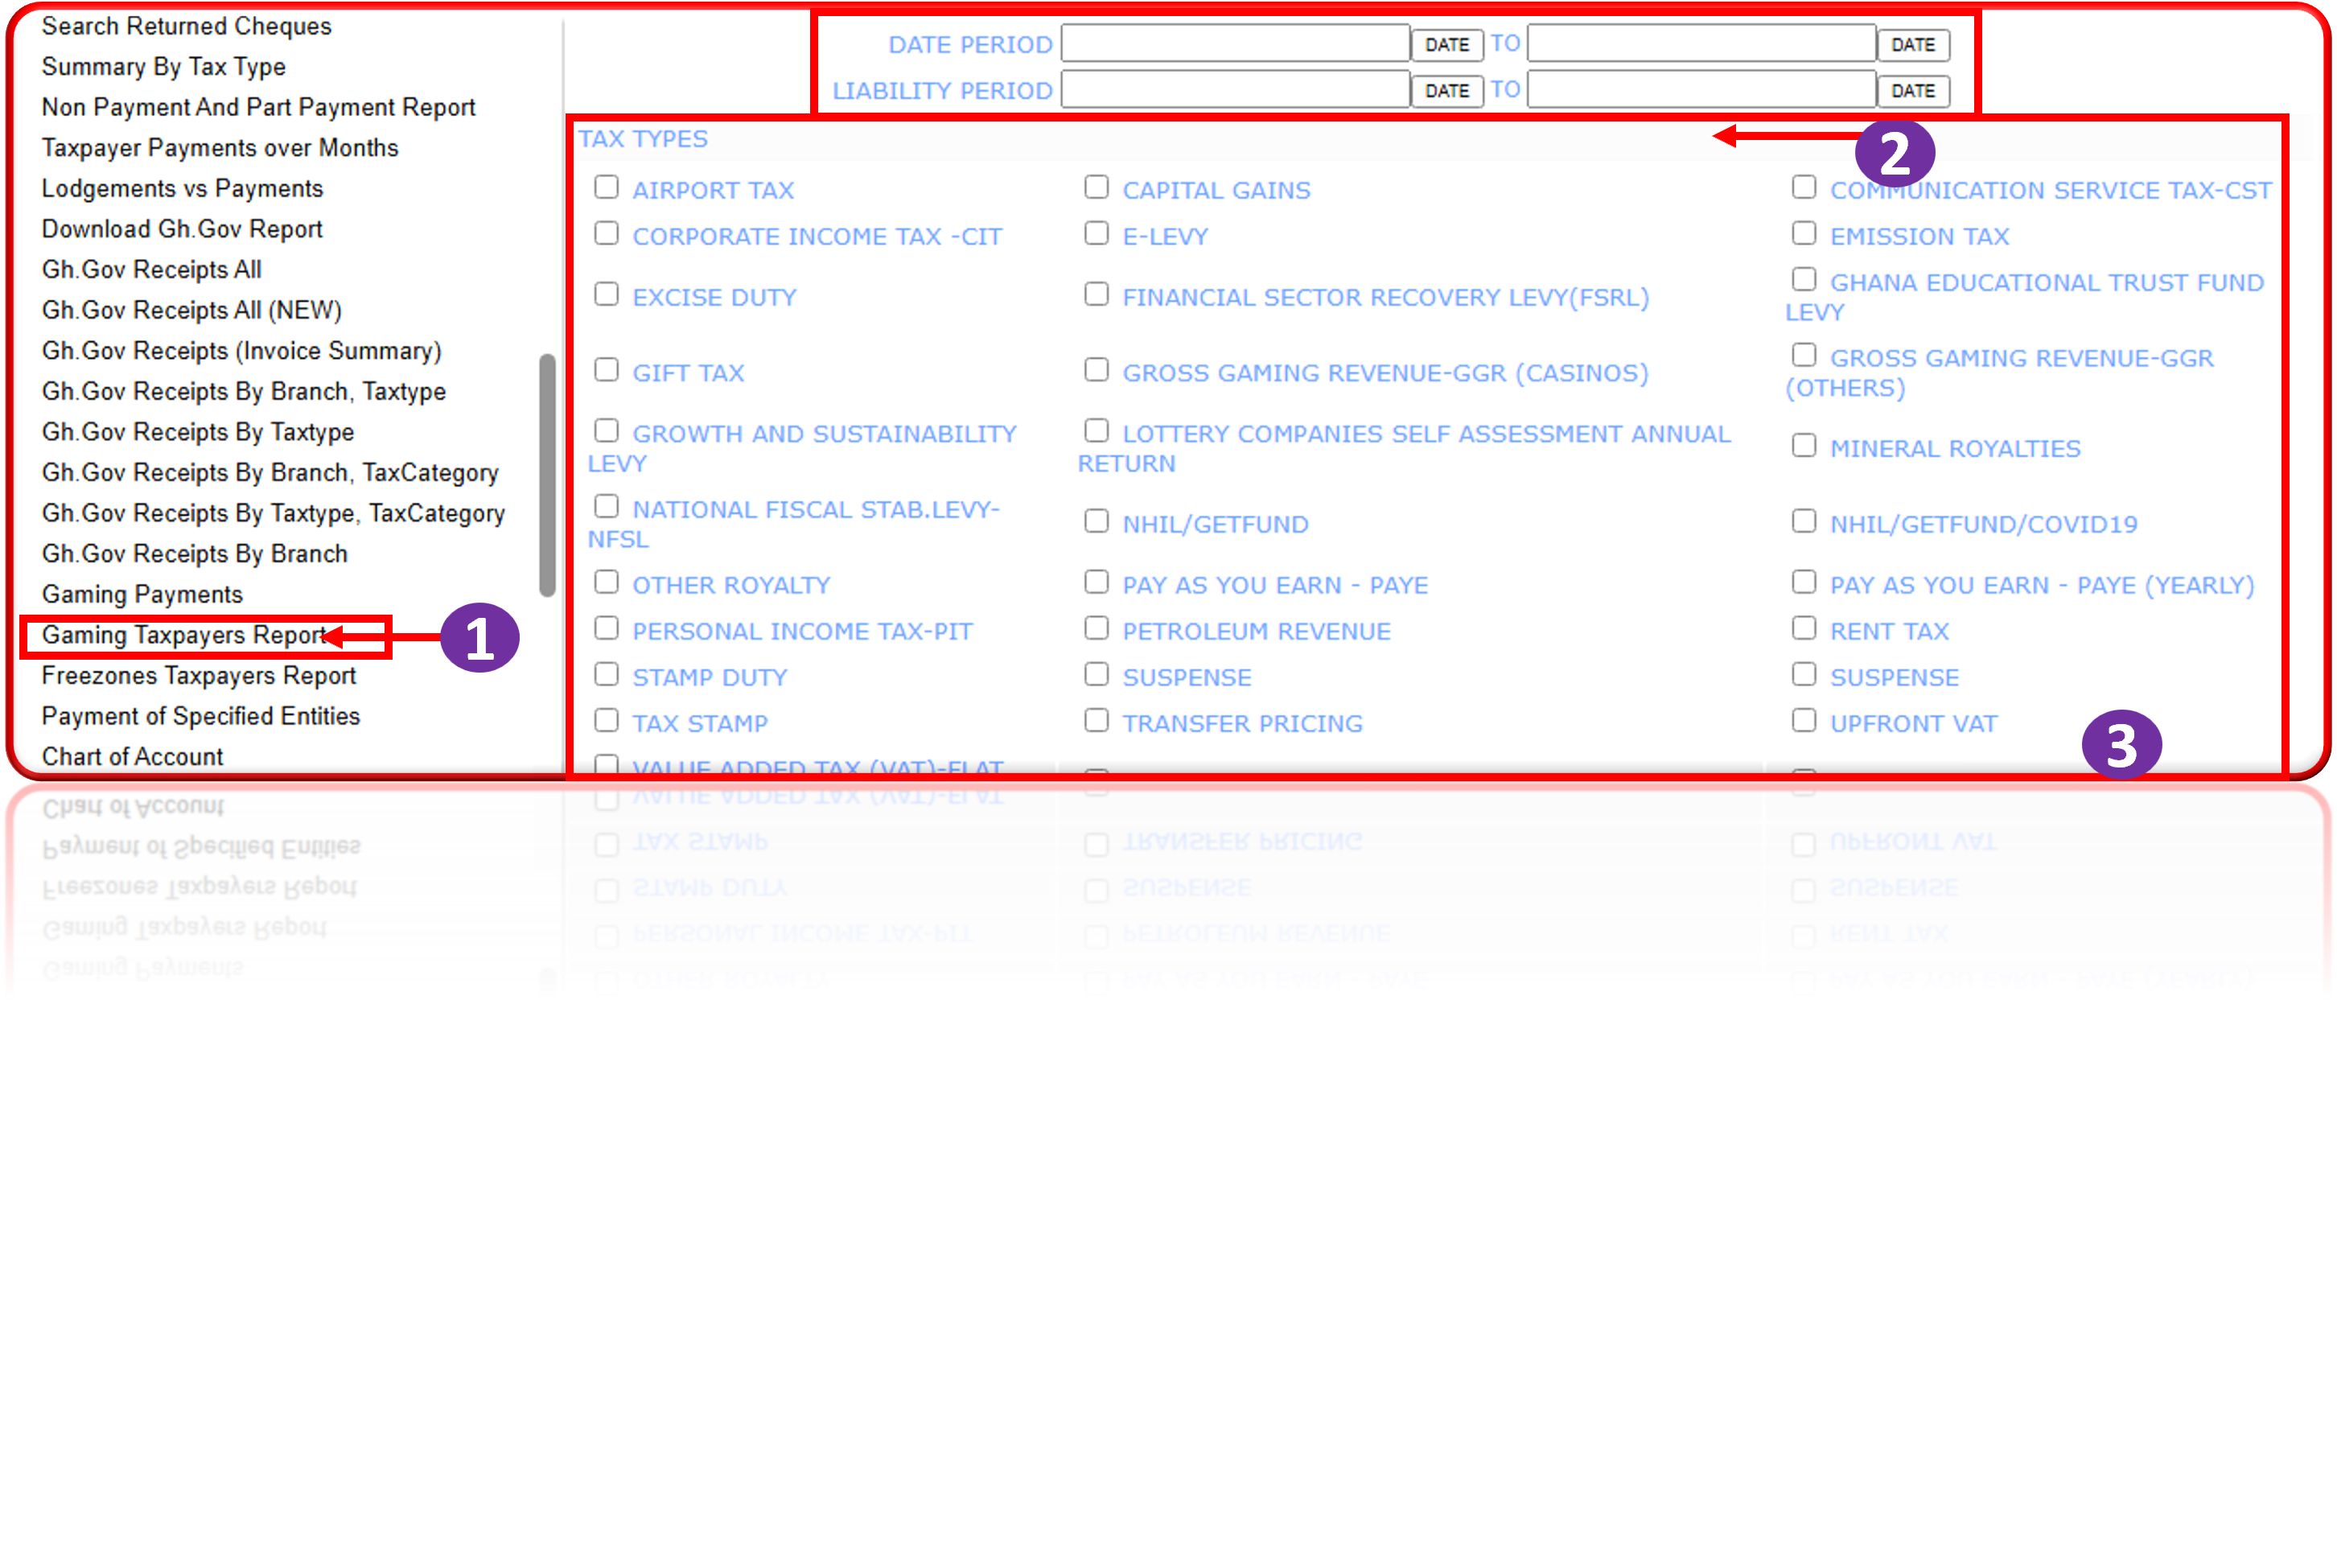 Search Returned Cheques
Summary By Tax Type
Non Payment And Part Payment Report
Taxpayer Payments over Months
Lodgements vs Payments
Download Gh.Gov Report
Gh.Gov Receipts All
Gh.Gov Receipts All (NEW)
Gh.Gov Receipts (Invoice Summary)
Gh.Gov Receipts By Branch, Taxtype
Gh.Gov Receipts By Taxtype
Gh.Gov Receipts By Branch, TaxCategory
Gh.Gov Receipts By Taxtype, TaxCategory
Gh.Gov Receipts By Branch
Gaming Payments
Gaming Taxpayers Report
1
Freezones Taxpayers Report
Payment of Specified Entities
Chart of Account
DATE PERIOD DATE TO DATE
LIABILITY PERIOD DATE TO DATE
TAX TYPES
2
AIRPORT TAX CAPITAL GAINS COMMUNICATION SERVICE TAX-CST
CORPORATE INCOME TAX -CIT E-LEVY EMISSION TAX
EXCISE DUTY FINANCIAL SECTOR RECOVERY LEVY(FSRL) GHANA EDUCATIONAL TRUST FUND
LEVY
GIFT TAX GROSS GAMING REVENUE-GGR (CASINOS) GROSS GAMING REVENUE-GGR
(OTHERS)
GROWTH AND SUSTAINABILITY LOTTERY COMPANIES SELF ASSESSMENT ANNUAL MINERAL ROYALTIES
LEVY RETURN
NATIONAL FISCAL STAB.LEVY- NHIL/GETFUND NHIL/GETFUND/COVID19
NFSL
OTHER ROYALTY PAY AS YOU EARN - PAYE PAY AS YOU EARN - PAYE (YEARLY)
PERSONAL INCOME TAX-PIT PETROLEUM REVENUE RENT TAX
STAMP DUTY SUSPENSE SUSPENSE
TAX STAMP TRANSFER PRICING UPFRONT VAT
3
VALUE ADDED TAX (VAT)-FLAT